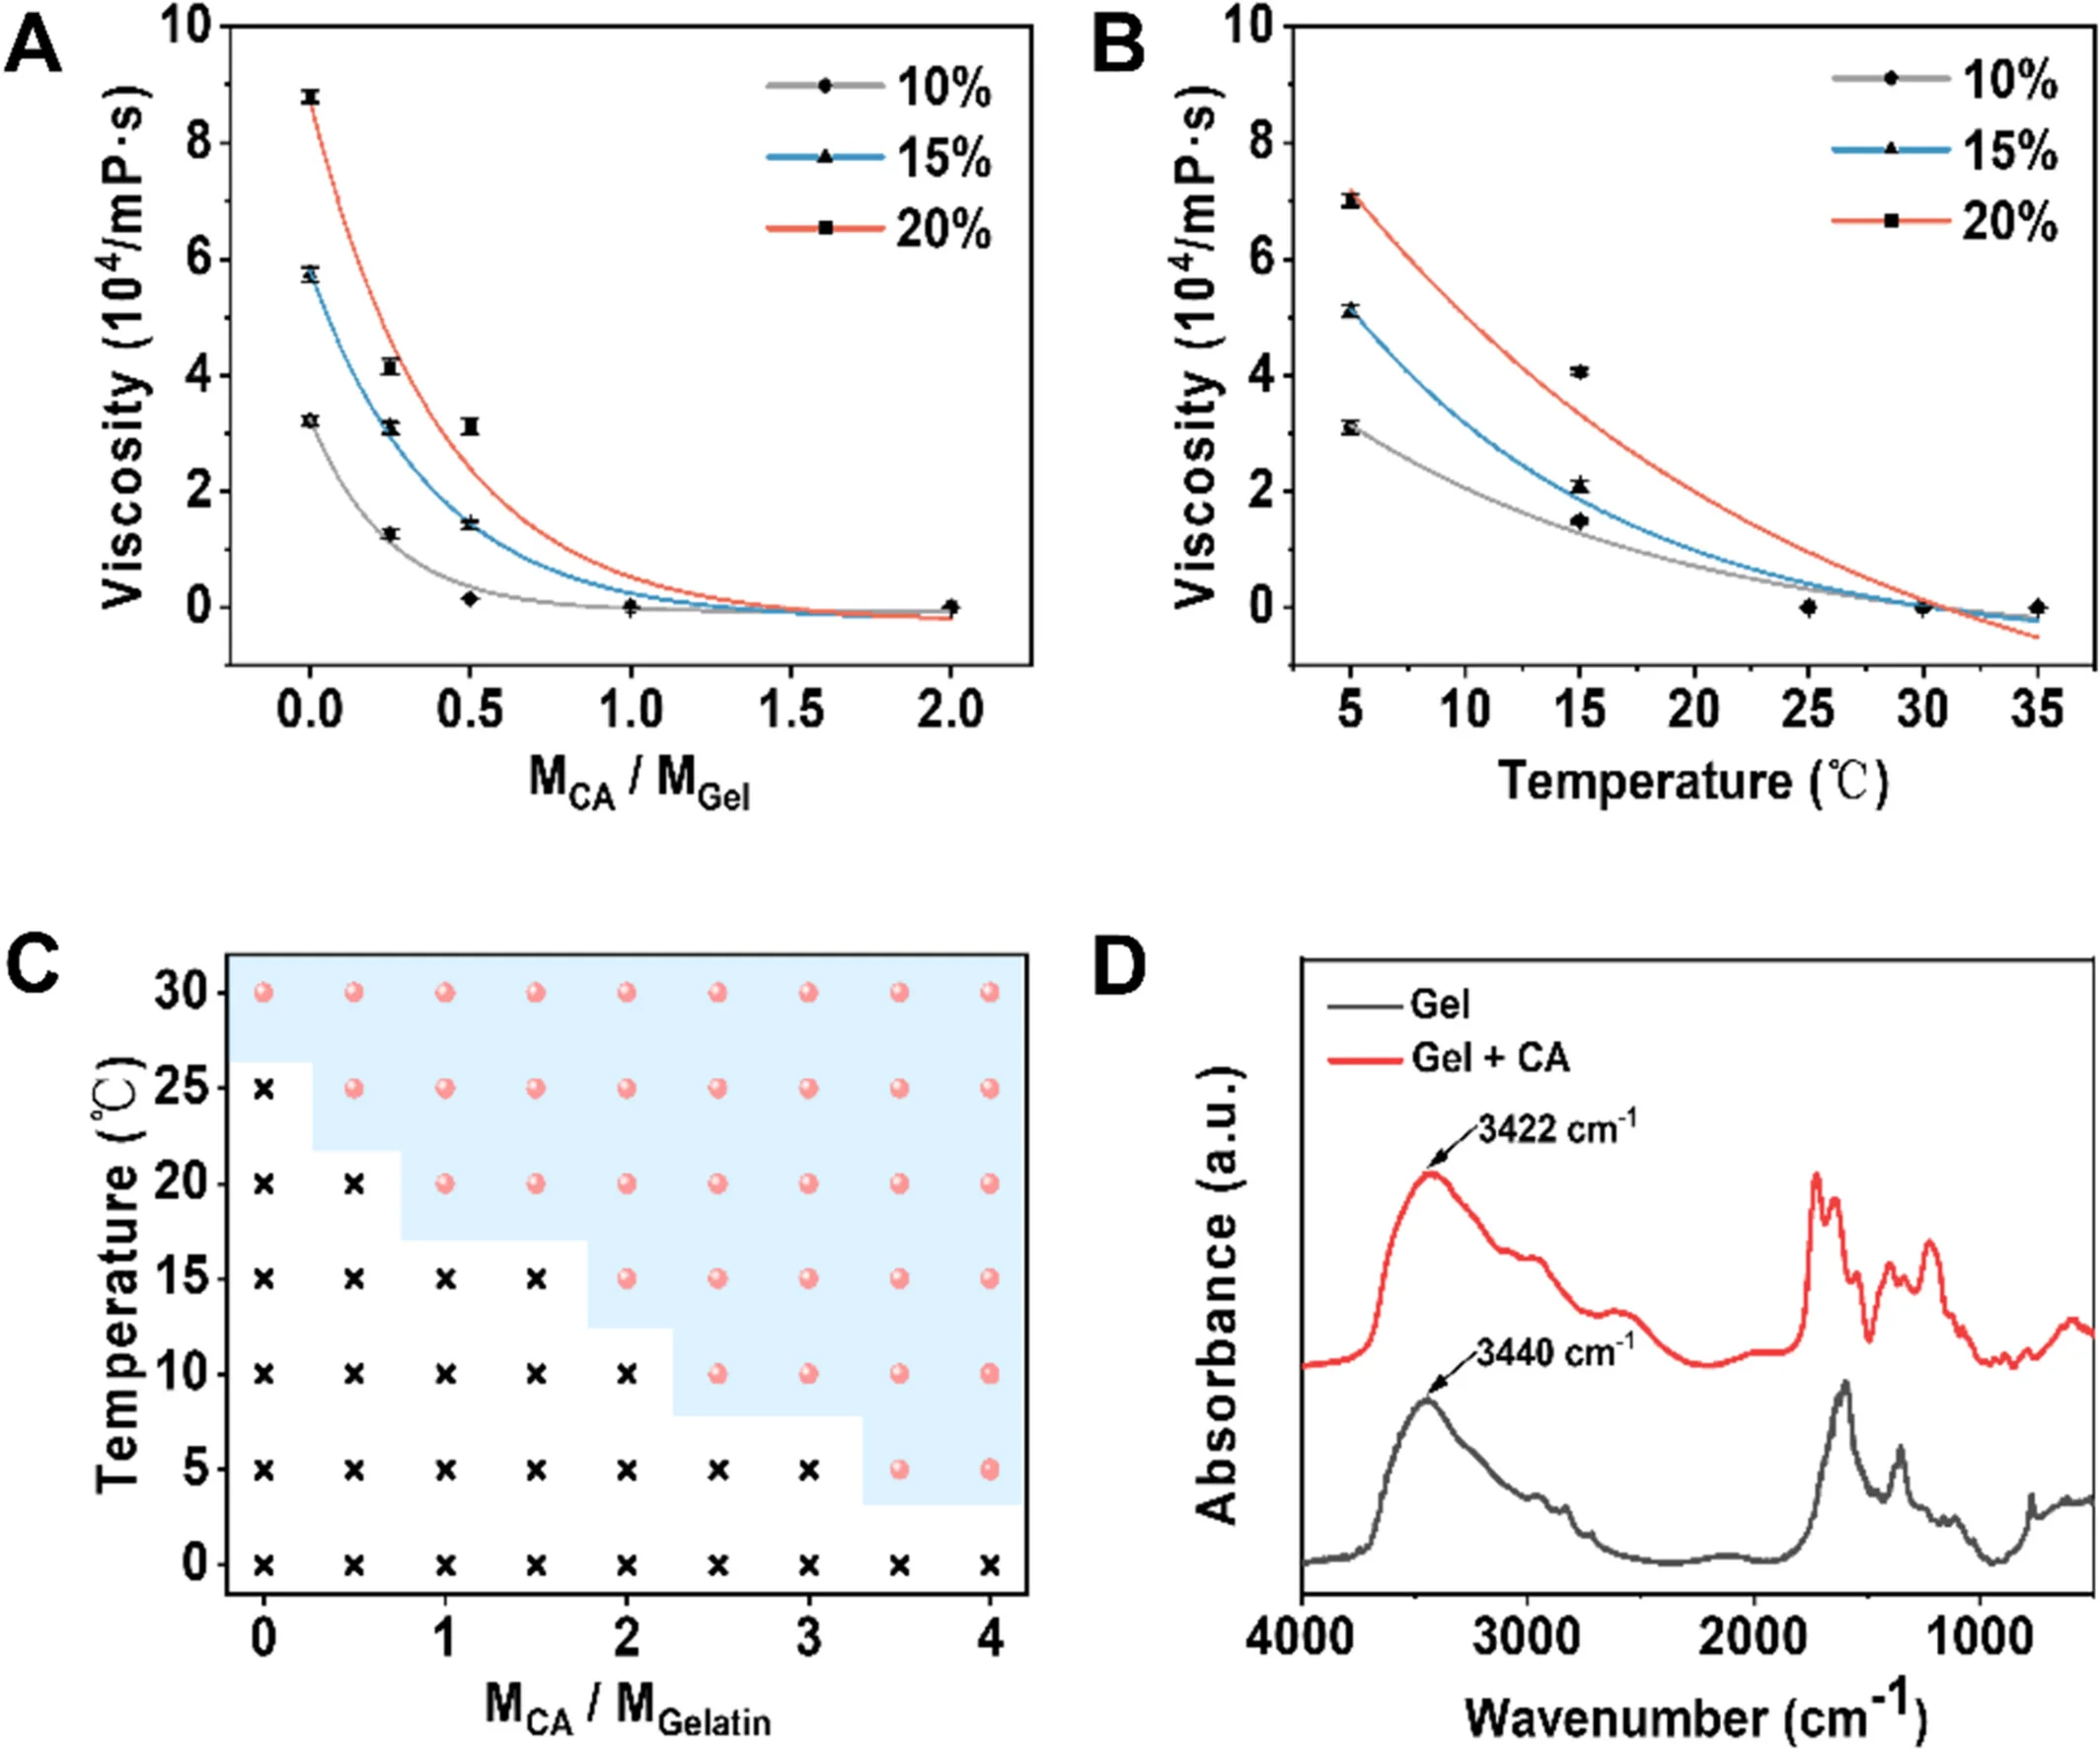 A
10
8
6
4
2
0
Viscosity (10⁴/mP·s)
10%
15%
20%
0.0 0.5 1.0 1.5 2.0
M_CA / M_Gel
B
10
8
6
4
2
0
Viscosity (10⁴/mP·s)
10%
15%
20%
5 10 15 20 25 30 35
Temperature (℃)
C
30
25
20
15
10
5
0
Temperature (℃)
0 1 2 3 4
M_CA / M_Gelatin
D
Absorbance (a.u.)
Gel
Gel + CA
3422 cm⁻¹
3440 cm⁻¹
4000 3000 2000 1000
Wavenumber (cm⁻¹)